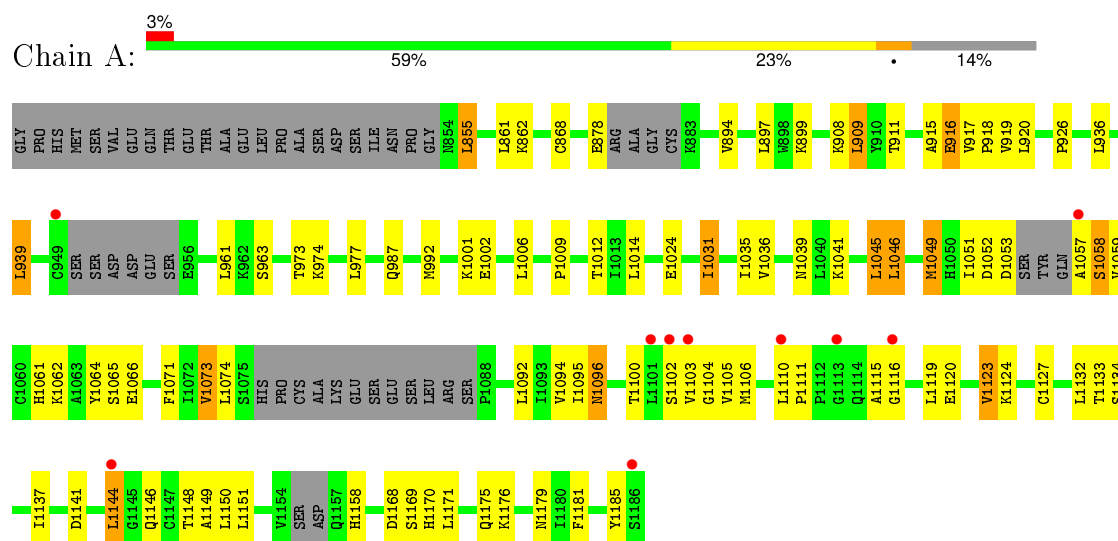 3%
Chain A:
59% 23% • 14%
GLY PRO HIS MET SER VAL GLU GLN THR GLU THR ALA GLU LEU PRO ALA SER ASP SER ILE ASN PRO GLY N854 L855 L861 K862 C868 E878 ARG ALA GLY CYS K883 V894 L897 W898 K899 K908 L909 Y910 T911 A915 E916 V917 P918 V919 L920 P926 L936
L939 C949 SER SER ASP ASP GLU SER E956 L961 K962 S963 T973 K974 L977 Q987 M992 K1001 E1002 L1006 P1009 T1012 I1013 L1014 E1024 I1031 I1035 V1036 N1039 L1040 K1041 L1045 L1046 M1049 H1050 I1051 D1052 D1053 SER TYR GLN A1057 S1058 V1059
C1060 H1061 K1062 A1063 Y1064 S1065 E1066 F1071 I1072 V1073 L1074 S1075 HIS PRO CYS ALA LYS GLU SER GLU SER LEU ARG SER P1088 L1092 I1093 V1094 I1095 N1096 T1100 L1101 S1102 V1103 G1104 V1105 M1106 L1110 P1111 P1112 G1113 Q1114 A1115 G1116 L1119 E1120 V1123 K1124 C1127 L1132 T1133 S1134
I1137 D1141 L1144 G1145 Q1146 C1147 T1148 A1149 L1150 L1151 V1154 SER ASP Q1157 H1158 D1168 S1169 H1170 L1171 Q1175 K1176 N1179 I1180 F1181 Y1185 S1186